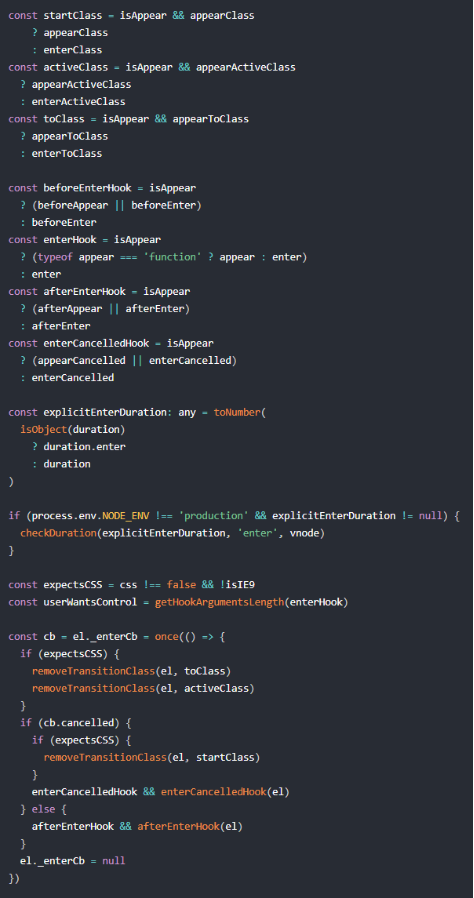 const startClass = isAppear && appearClass
    ? appearClass
    : enterClass
const activeClass = isAppear && appearActiveClass
  ? appearActiveClass
  : enterActiveClass
const toClass = isAppear && appearToClass
  ? appearToClass
  : enterToClass

const beforeEnterHook = isAppear
  ? (beforeAppear || beforeEnter)
  : beforeEnter
const enterHook = isAppear
  ? (typeof appear === 'function' ? appear : enter)
  : enter
const afterEnterHook = isAppear
  ? (afterAppear || afterEnter)
  : afterEnter
const enterCancelledHook = isAppear
  ? (appearCancelled || enterCancelled)
  : enterCancelled

const explicitEnterDuration: any = toNumber(
  isObject(duration)
    ? duration.enter
    : duration
)

if (process.env.NODE_ENV !== 'production' && explicitEnterDuration != null) {
  checkDuration(explicitEnterDuration, 'enter', vnode)
}

const expectsCSS = css !== false && !isIE9
const userWantsControl = getHookArgumentsLength(enterHook)

const cb = el._enterCb = once(() => {
  if (expectsCSS) {
    removeTransitionClass(el, toClass)
    removeTransitionClass(el, activeClass)
  }
  if (cb.cancelled) {
    if (expectsCSS) {
      removeTransitionClass(el, startClass)
    }
    enterCancelledHook && enterCancelledHook(el)
  } else {
    afterEnterHook && afterEnterHook(el)
  }
  el._enterCb = null
})